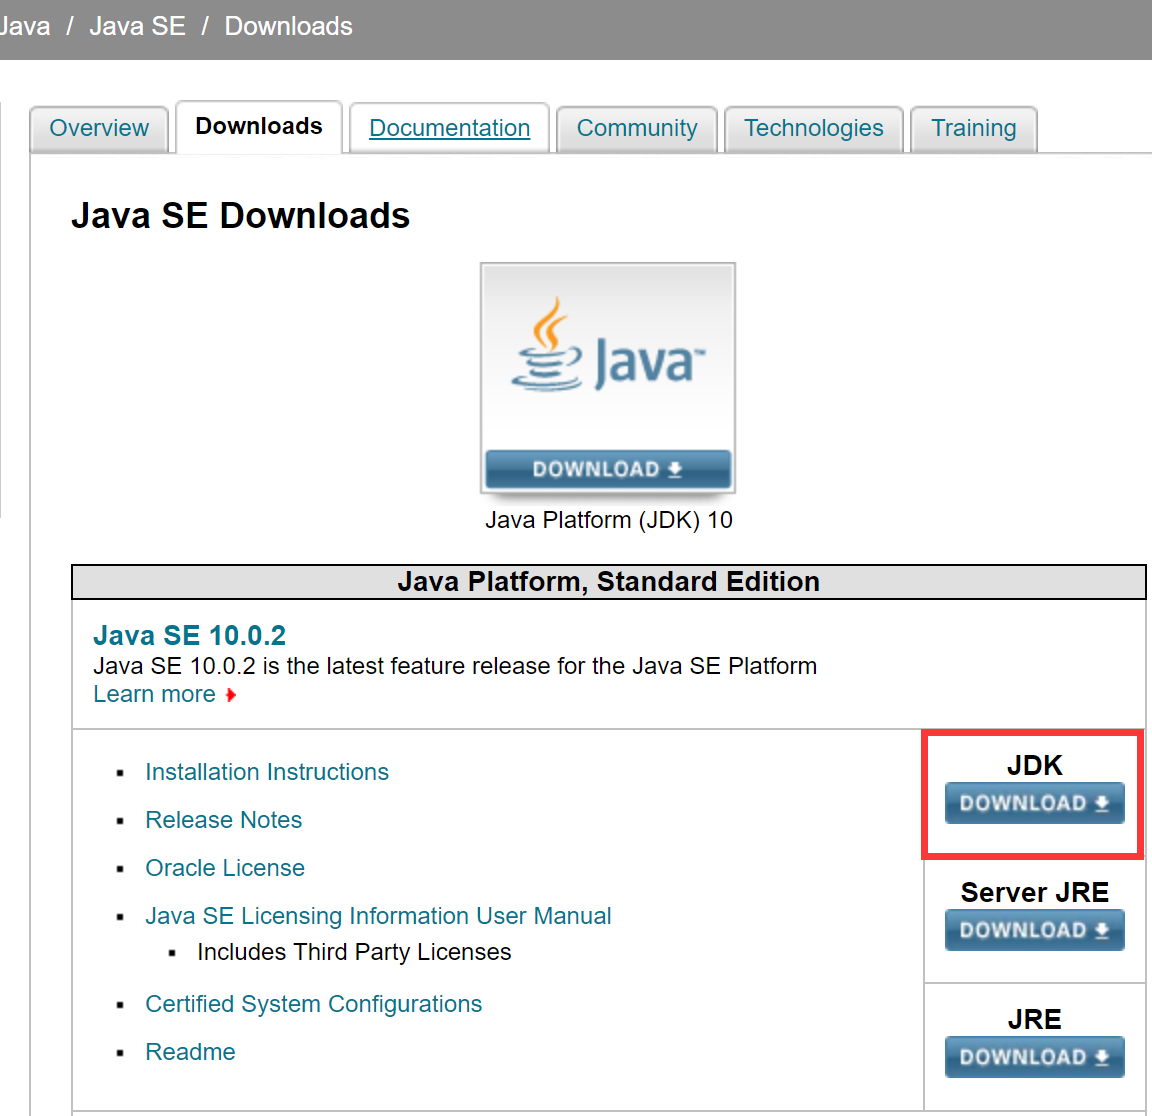 Java / Java SE / Downloads
Overview Downloads Documentation Community Technologies Training
Java SE Downloads
Java™
DOWNLOAD
Java Platform (JDK) 10
Java Platform, Standard Edition
Java SE 10.0.2
Java SE 10.0.2 is the latest feature release for the Java SE Platform
Learn more
Installation Instructions
Release Notes
Oracle License
Java SE Licensing Information User Manual
Includes Third Party Licenses
Certified System Configurations
Readme
JDK
DOWNLOAD
Server JRE
DOWNLOAD
JRE
DOWNLOAD